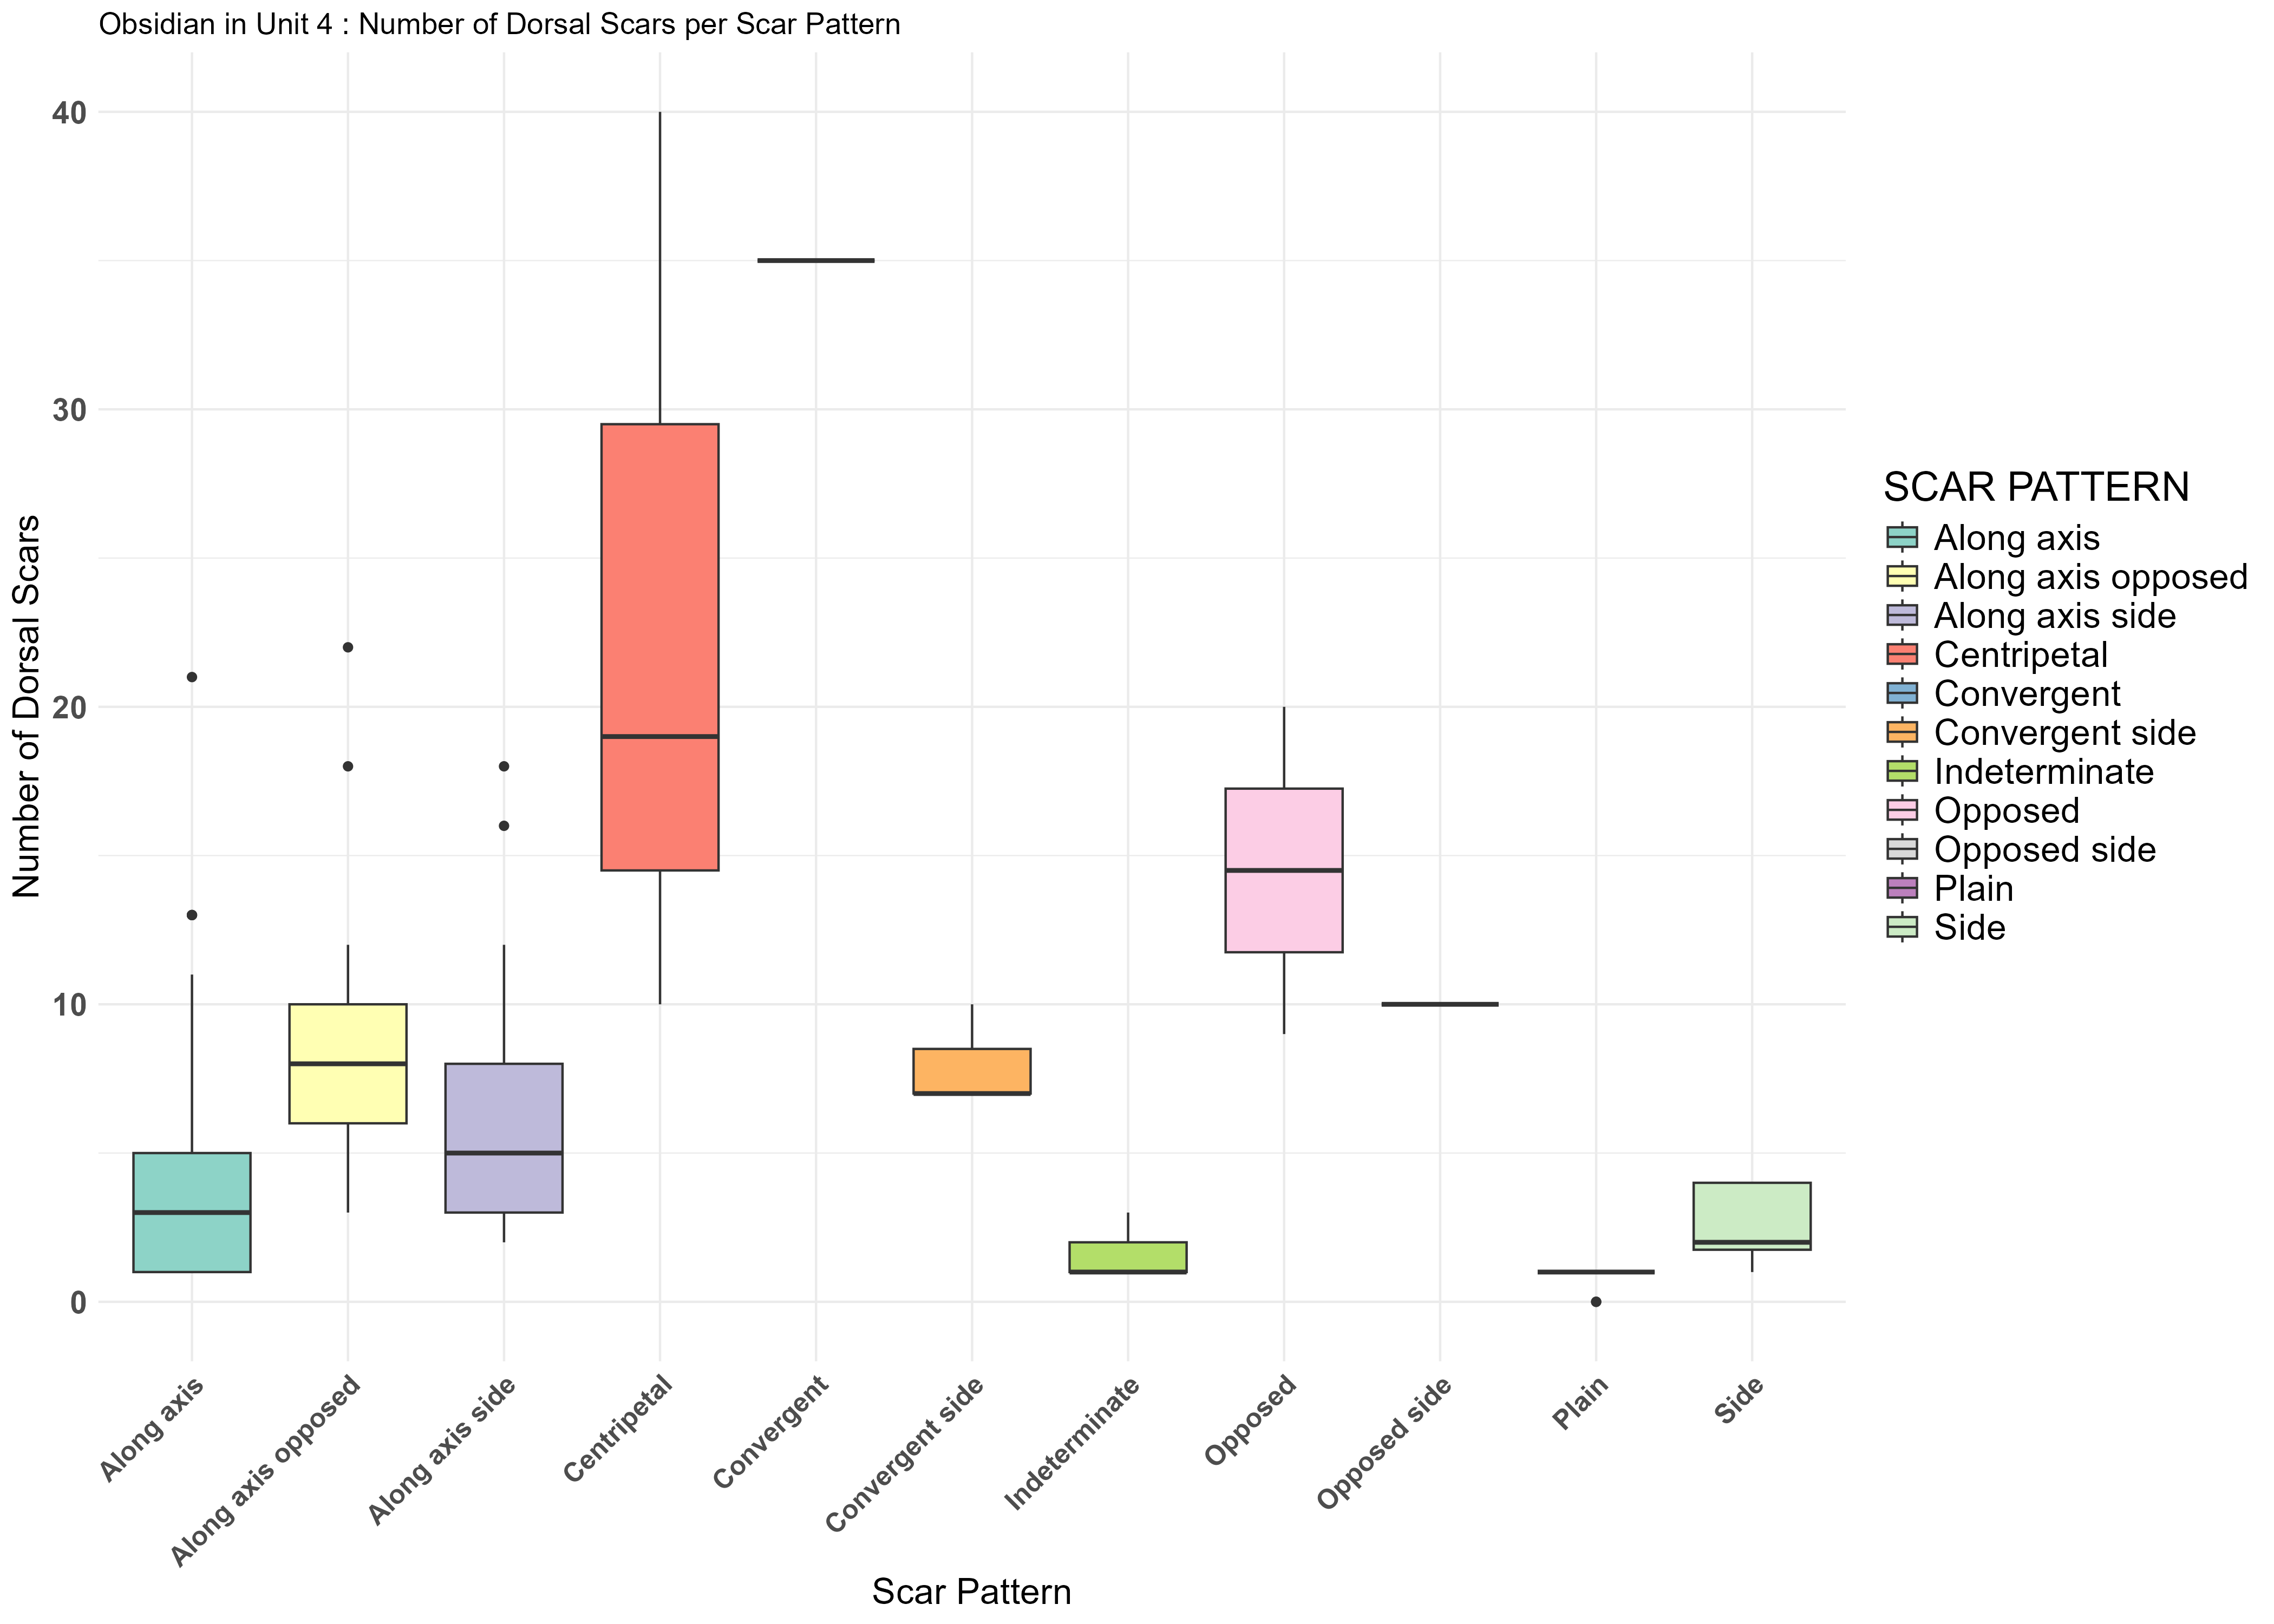 Obsidian in Unit 4 : Number of Dorsal Scars per Scar Pattern
Number of Dorsal Scars
40
30
20
10
0
Along axis
Along axis opposed
Along axis side
Centripetal
Convergent
Convergent side
Indeterminate
Opposed
Opposed side
Plain
Side
Scar Pattern
SCAR PATTERN
Along axis
Along axis opposed
Along axis side
Centripetal
Convergent
Convergent side
Indeterminate
Opposed
Opposed side
Plain
Side